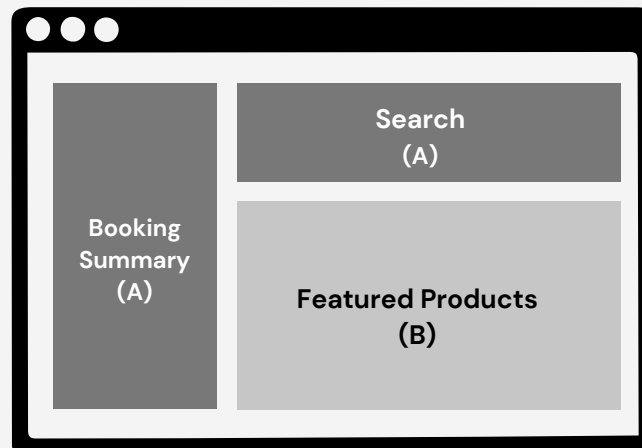 Booking
Summary
(A)
Search
(A)
Featured Products
(B)